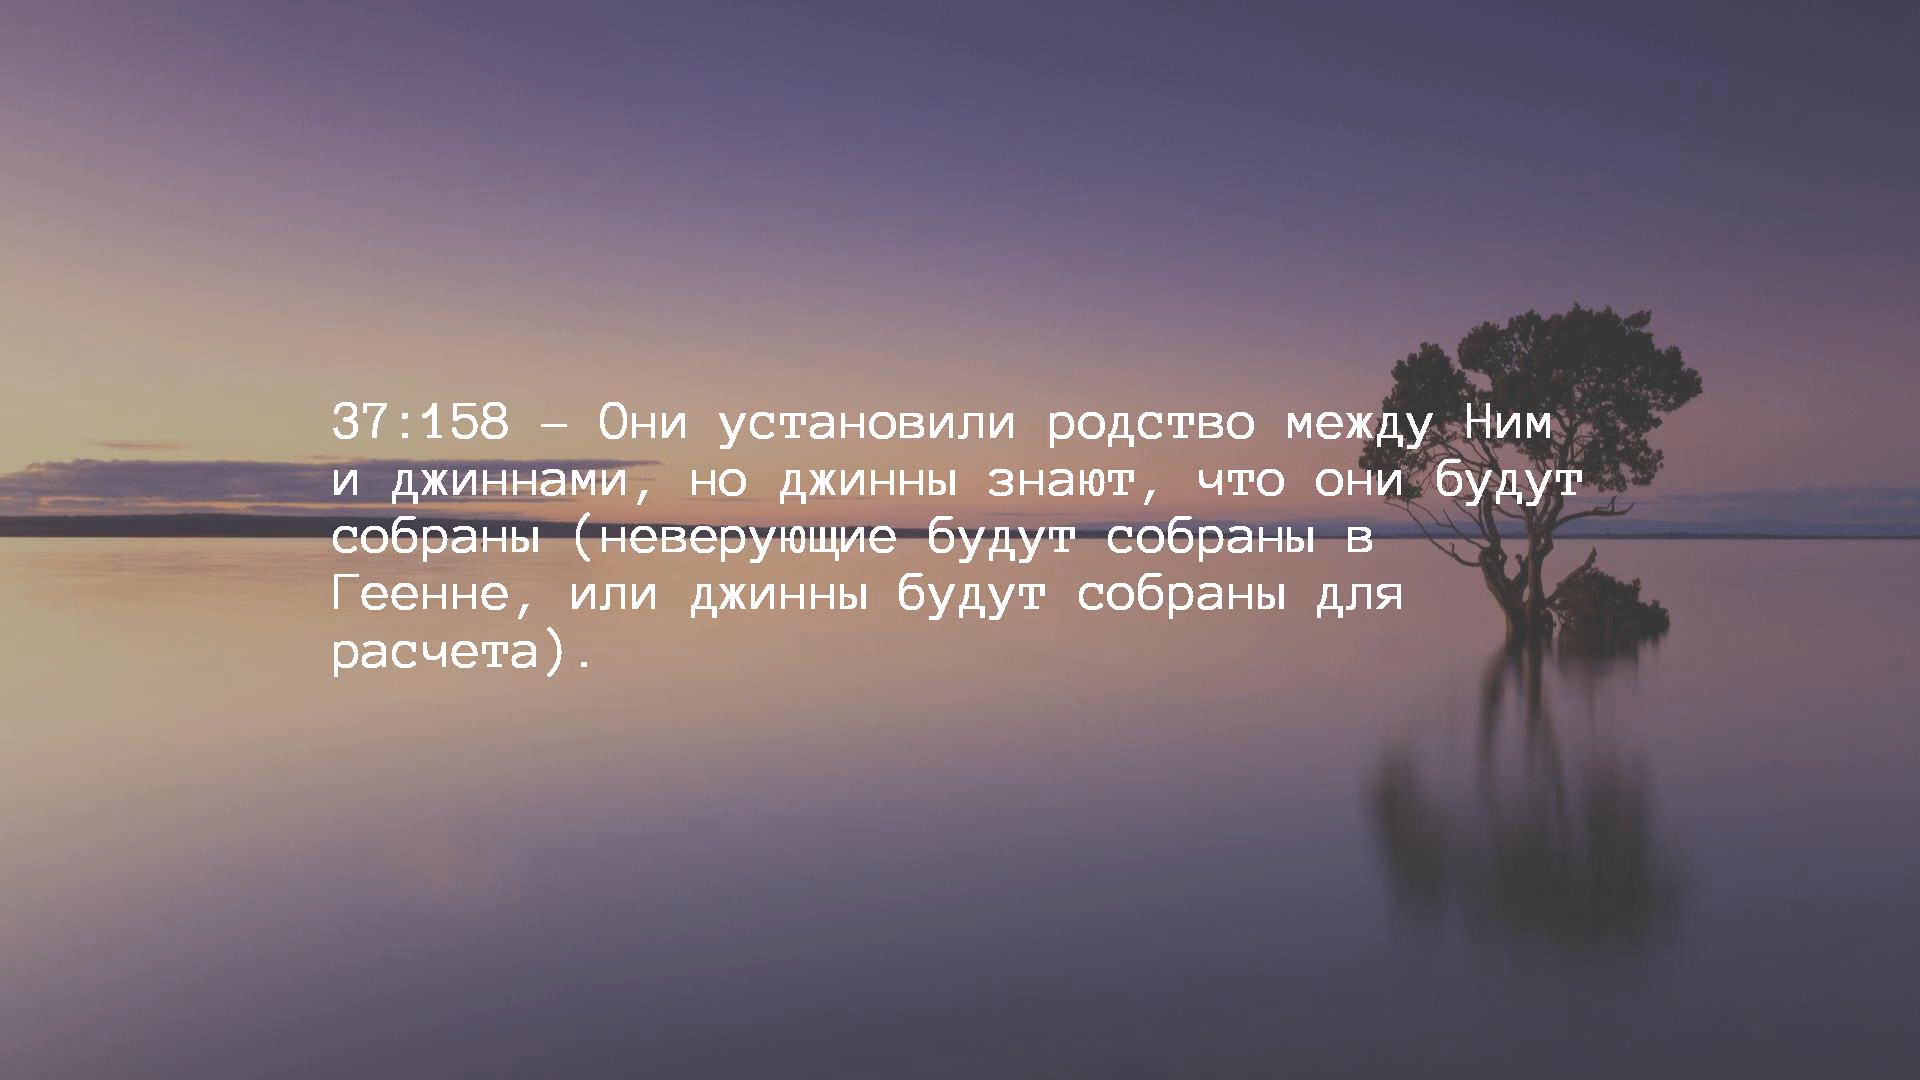 37:158 – Они установили родство между Ним
и джиннами, но джинны знают, что они будут
собраны (неверующие будут собраны в
Геенне, или джинны будут собраны для
расчета).